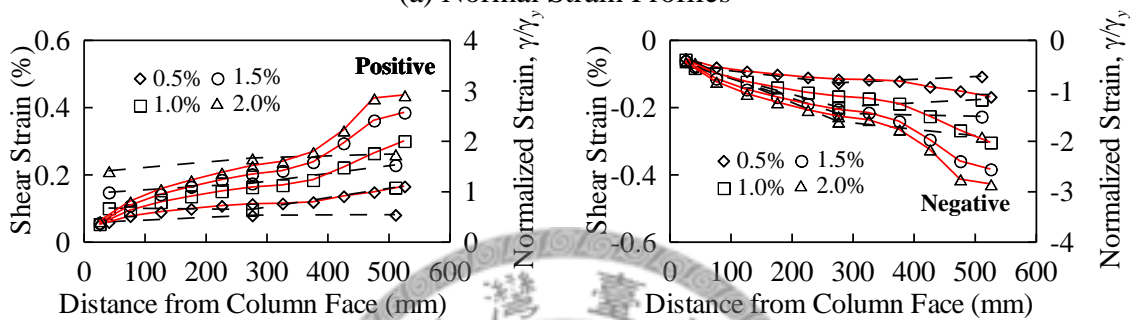 (a) Normal Strain Profiles
0.6
0.4
0.2
0
Shear Strain (%)
4
3
2
1
0
Normalized Strain, γ/γy
Positive
0.5% 1.5%
1.0% 2.0%
0 100 200 300 400 500 600
Distance from Column Face (mm)
0
-0.2
-0.4
-0.6
Shear Strain (%)
0
-1
-2
-3
-4
Normalized Strain, γ/γy
0.5% 1.5%
1.0% 2.0%
Negative
0 100 200 300 400 500 600
Distance from Column Face (mm)
灣 臺